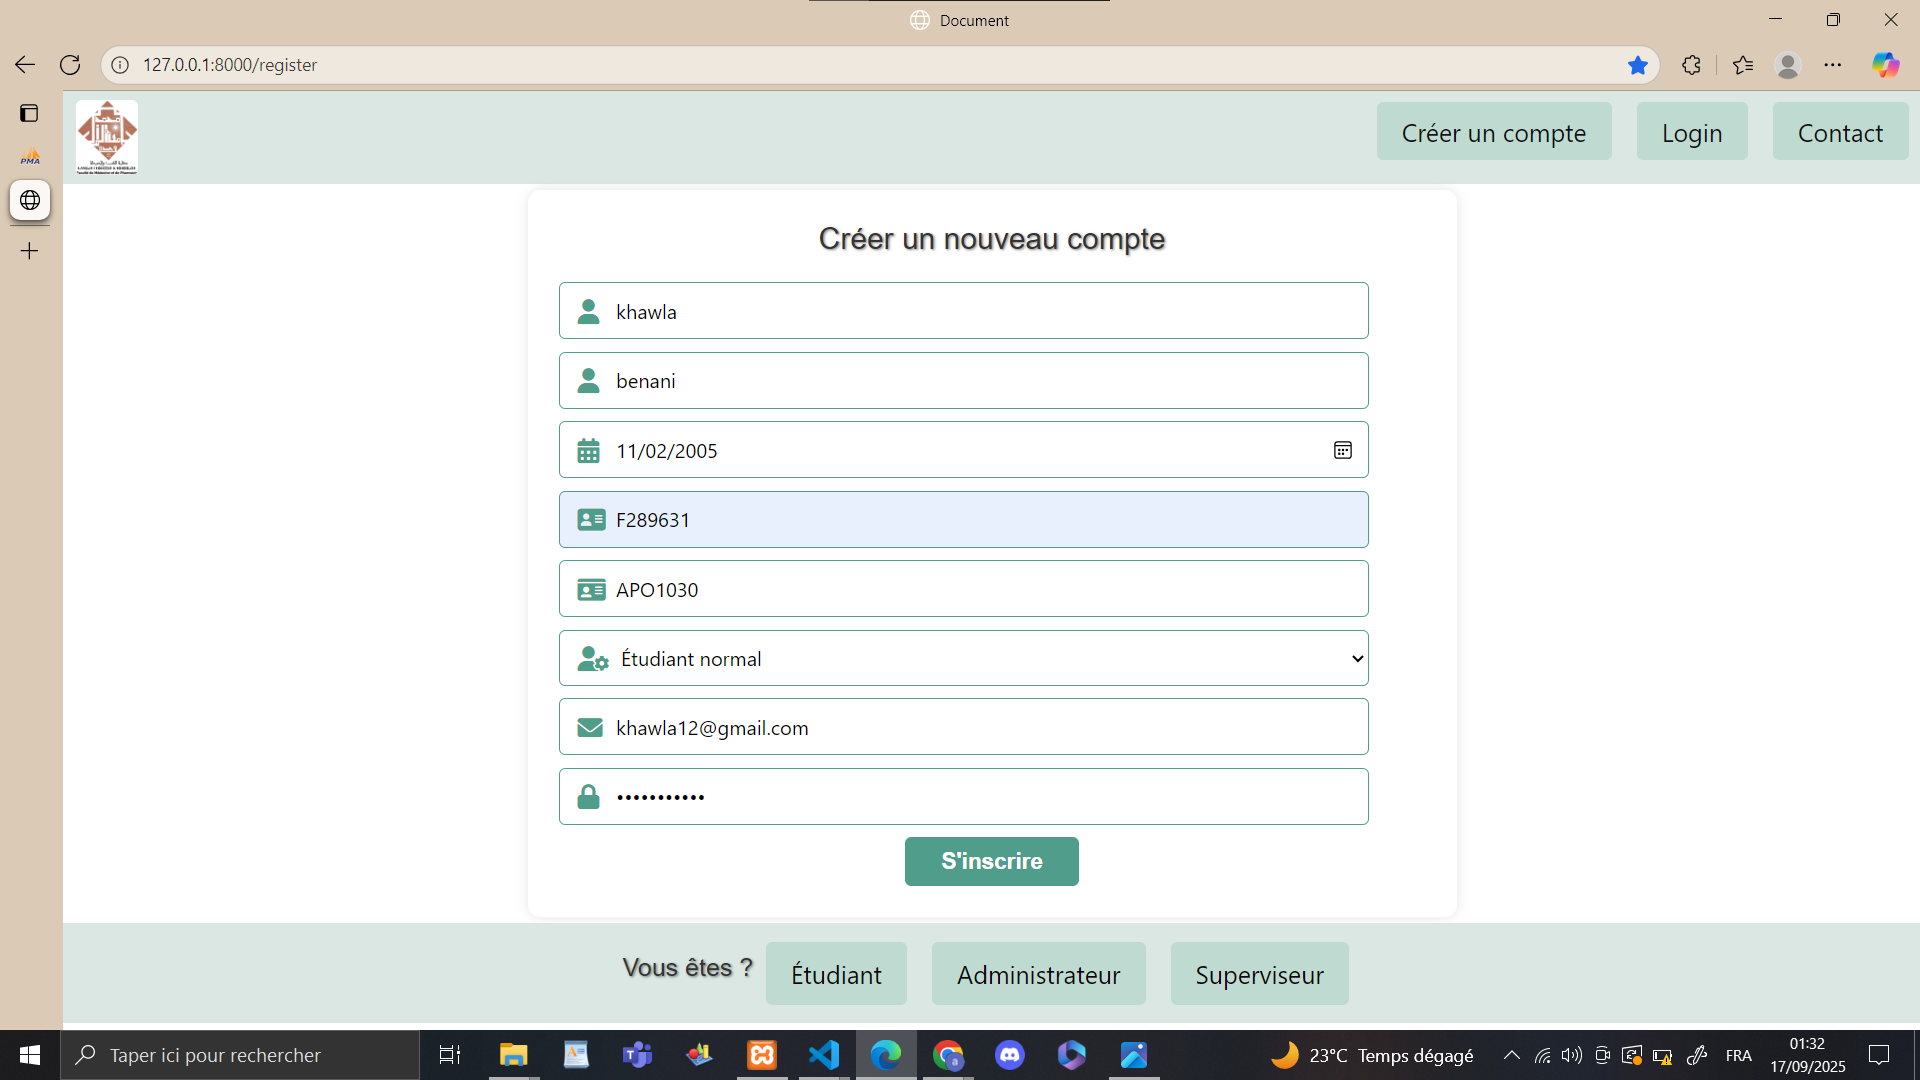 Document
127.0.0.1:8000/register
PMA
Créer un compte
Login
Contact
Créer un nouveau compte
khawla
benani
11/02/2005
F289631
APO1030
Étudiant normal
khawla12@gmail.com
•••••••••••
S'inscrire
Vous êtes ?
Étudiant
Administrateur
Superviseur
Taper ici pour rechercher
23°C Temps dégagé
FRA
01:32
17/09/2025